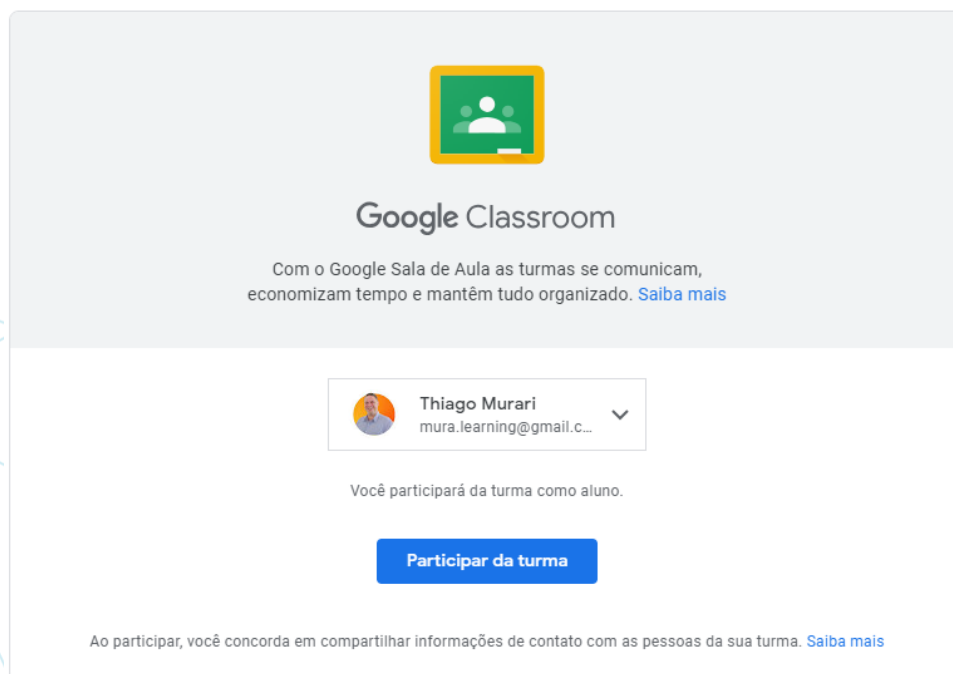 Google Classroom
Com o Google Sala de Aula as turmas se comunicam,
economizam tempo e mantêm tudo organizado. Saiba mais
Thiago Murari
mura.learning@gmail.c...
Você participará da turma como aluno.
Participar da turma
Ao participar, você concorda em compartilhar informações de contato com as pessoas da sua turma. Saiba mais